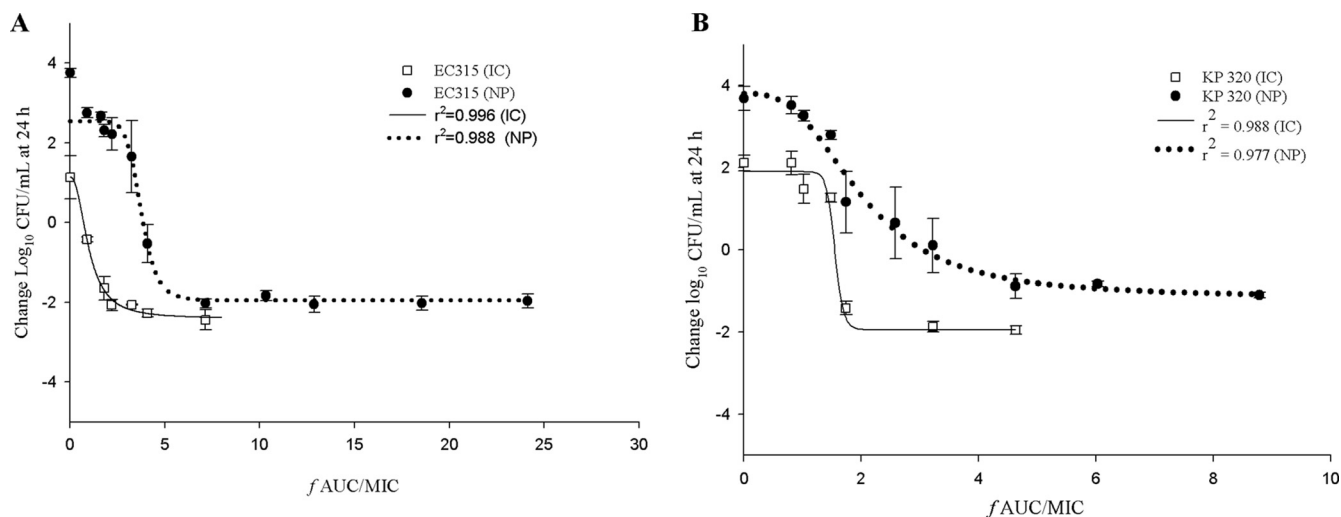 A
Change Log10 CFU/mL at 24 h
4
2
0
-2
-4
EC315 (IC)
EC315 (NP)
r²=0.996 (IC)
r²=0.988 (NP)
0 5 10 15 20 25 30
f AUC/MIC
B
Change log10 CFU/mL at 24 h
4
2
0
-2
-4
KP 320 (IC)
KP 320 (NP)
r² = 0.988 (IC)
r² = 0.977 (NP)
0 2 4 6 8 10
f AUC/MIC